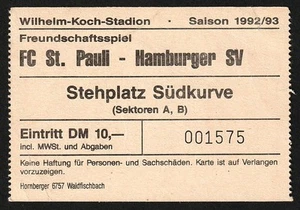 Wilhelm-Koch-Stadion · Saison 1992/93
Freundschaftsspiel
FC St. Pauli - Hamburger SV
Stehplatz Südkurve
(Sektoren A, B)
Eintritt DM 10,—
incl. MWSt. und Abgaben
001575
Keine Haftung für Personen- und Sachschäden. Karte ist auf Verlangen
vorzuzeigen.
Hornberger 6757 Waldfischbach